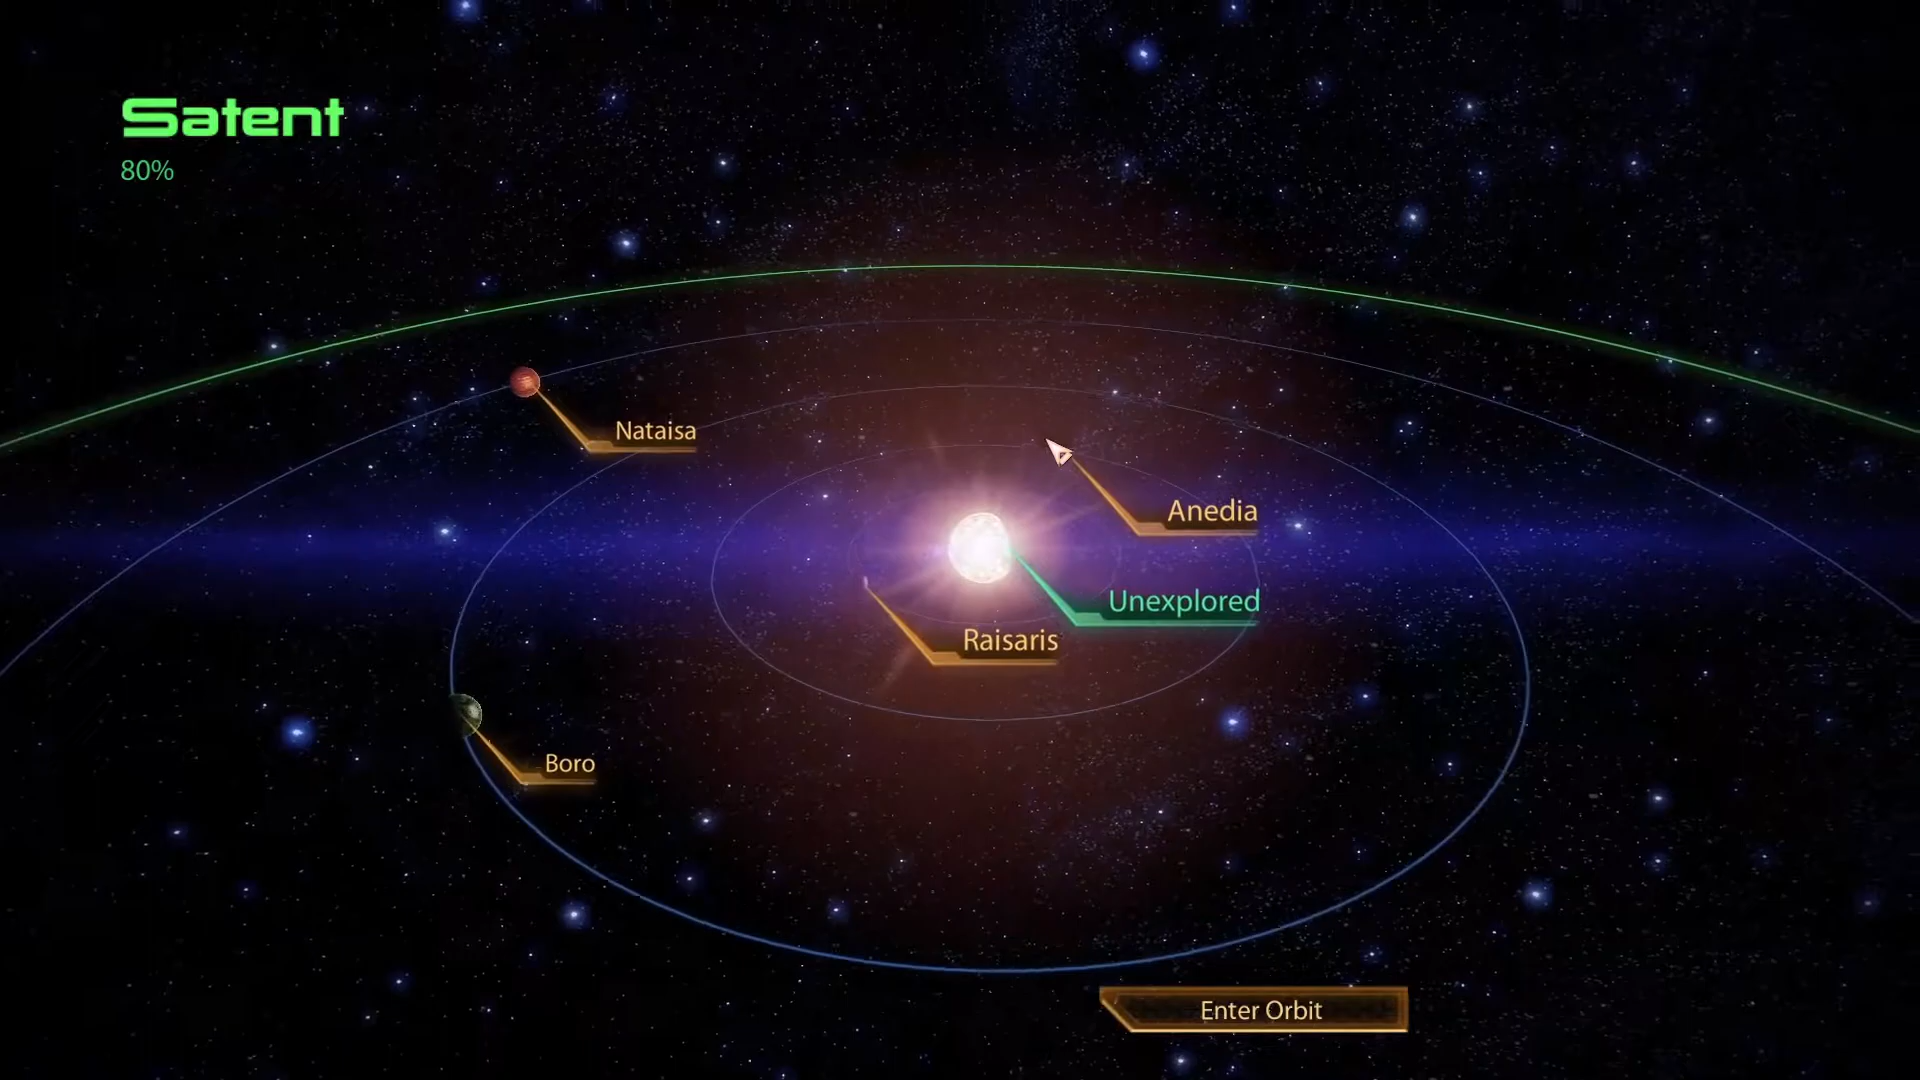 Satent
80%
Nataisa
Anedia
Unexplored
Raisaris
Boro
Enter Orbit